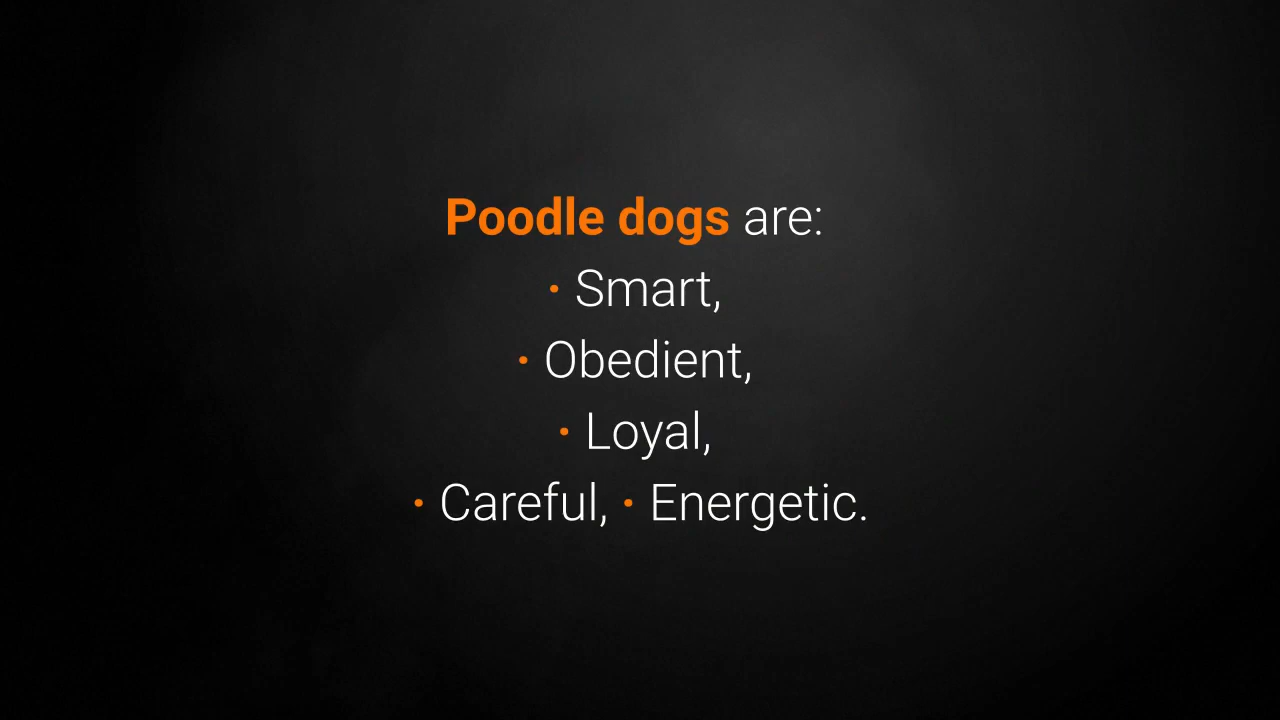 Poodle dogs are:
• Smart,
• Obedient,
• Loyal,
• Careful, • Energetic.